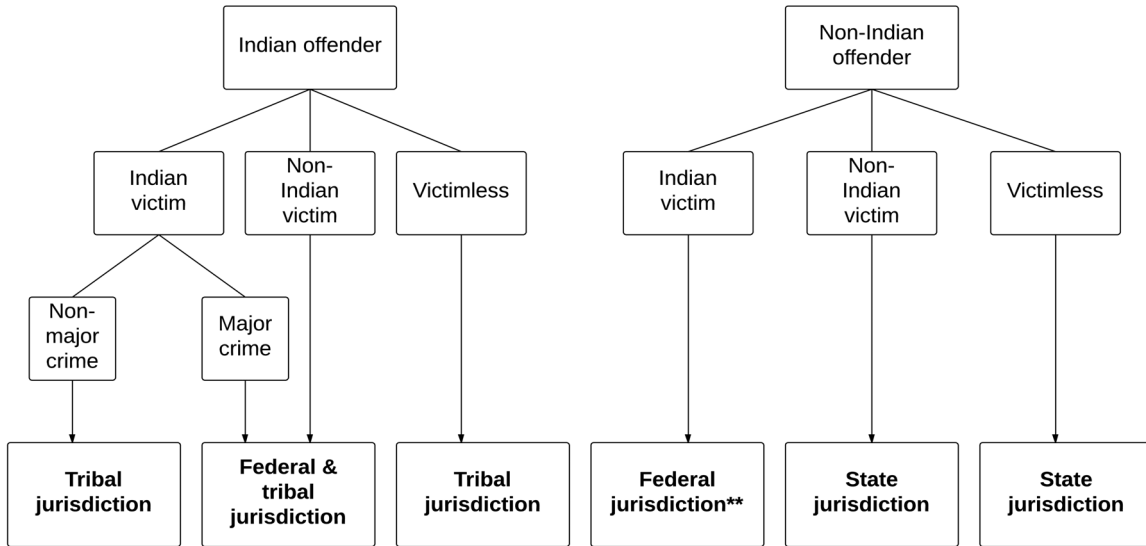 Indian offender
Non-Indian
offender
Indian
victim
Non-
Indian
victim
Victimless
Indian
victim
Non-
Indian
victim
Victimless
Non-
major
crime
Major
crime
Tribal
jurisdiction
Federal &
tribal
jurisdiction
Tribal
jurisdiction
Federal
jurisdiction**
State
jurisdiction
State
jurisdiction